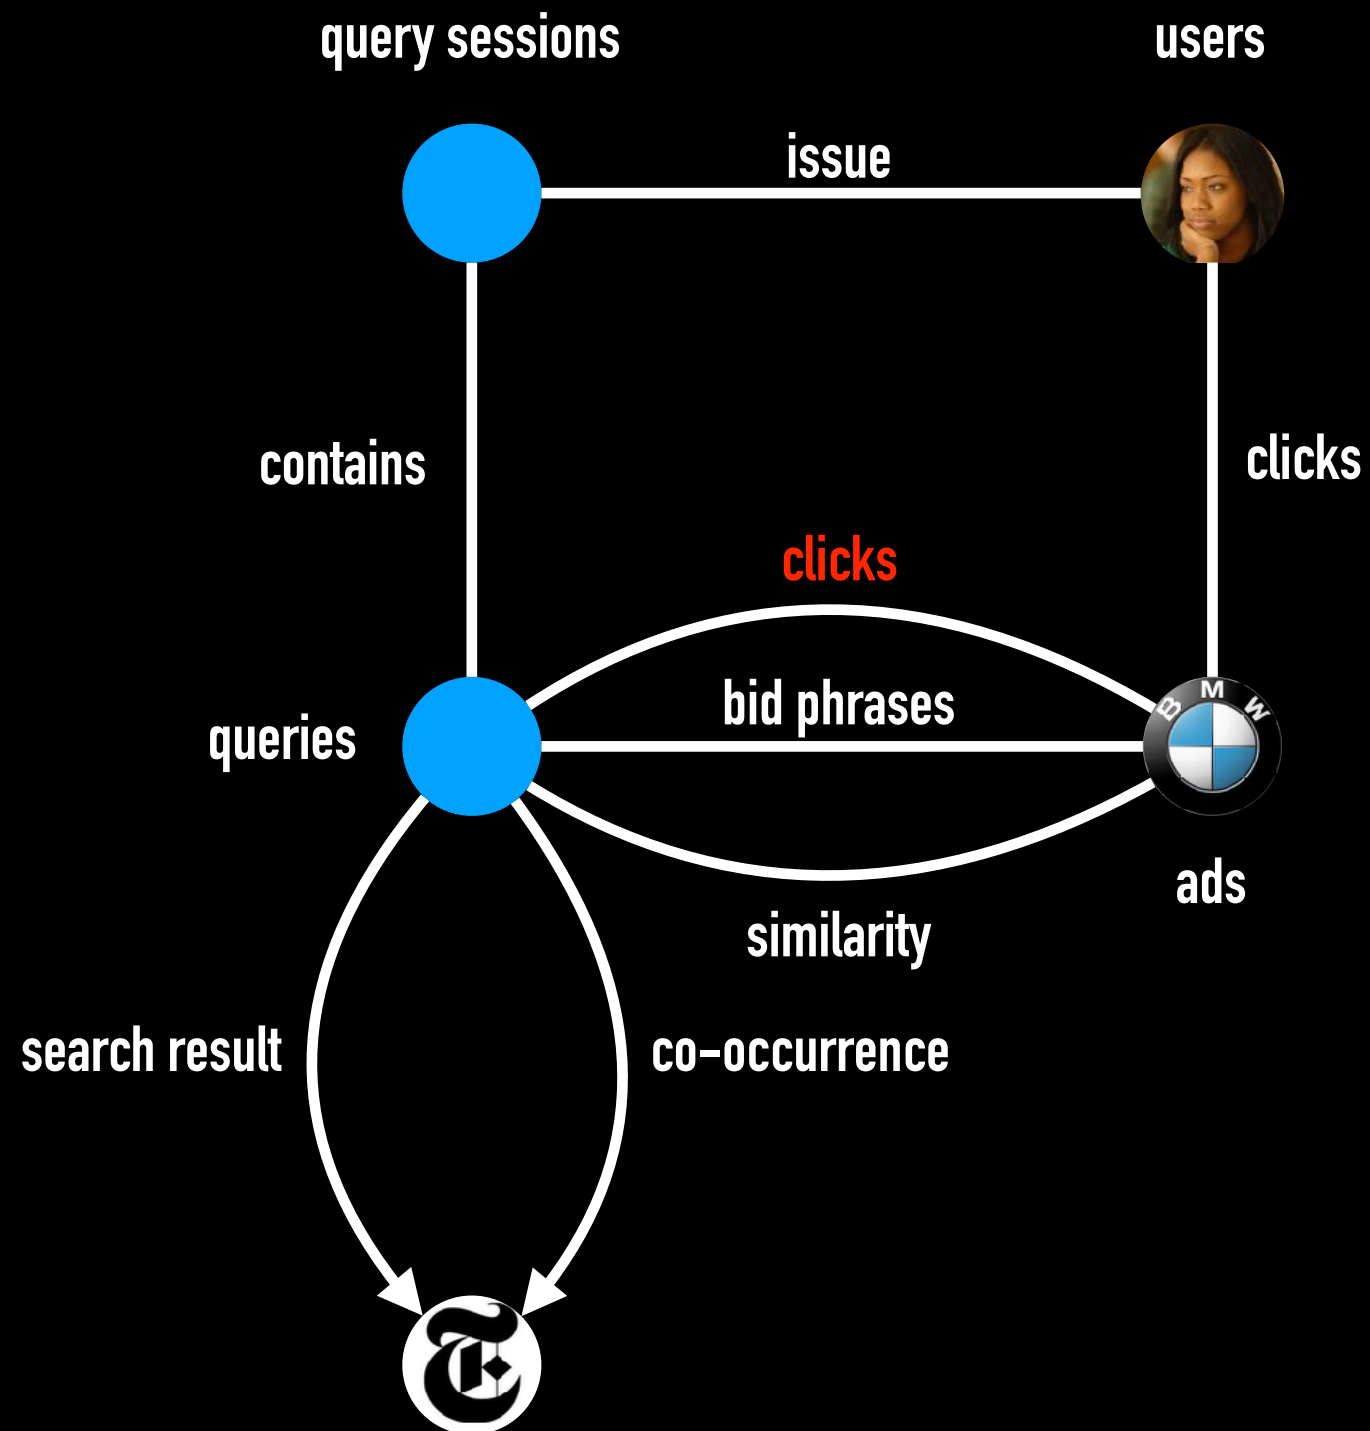 query sessions
users
issue
contains
clicks
clicks
bid phrases
queries
BMW
ads
similarity
search result
co-occurrence
T